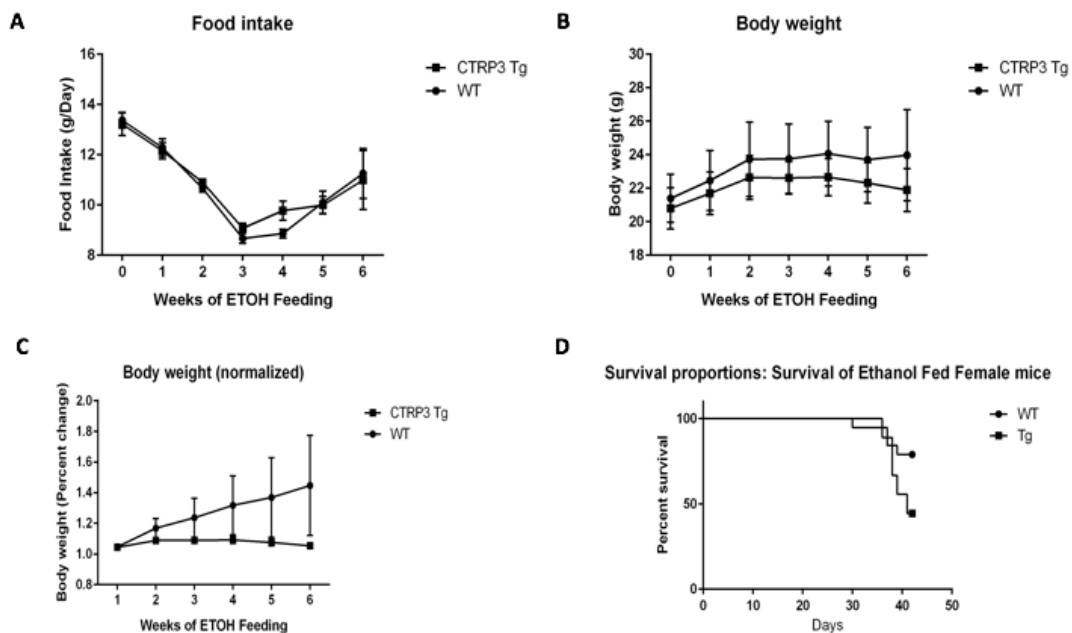 A
Food intake
CTRP3 Tg
WT
Food Intake (g/Day)
16
14
12
10
8
0 1 2 3 4 5 6
Weeks of ETOH Feeding
B
Body weight
CTRP3 Tg
WT
Body weight (g)
30
28
26
24
22
20
18
0 1 2 3 4 5 6
Weeks of ETOH Feeding
C
Body weight (normalized)
CTRP3 Tg
WT
Body weight (Percent change)
2.0
1.8
1.6
1.4
1.2
1.0
0.8
1 2 3 4 5 6
Weeks of ETOH Feeding
D
Survival proportions: Survival of Ethanol Fed Female mice
WT
Tg
Percent survival
100
50
0
0 10 20 30 40 50
Days